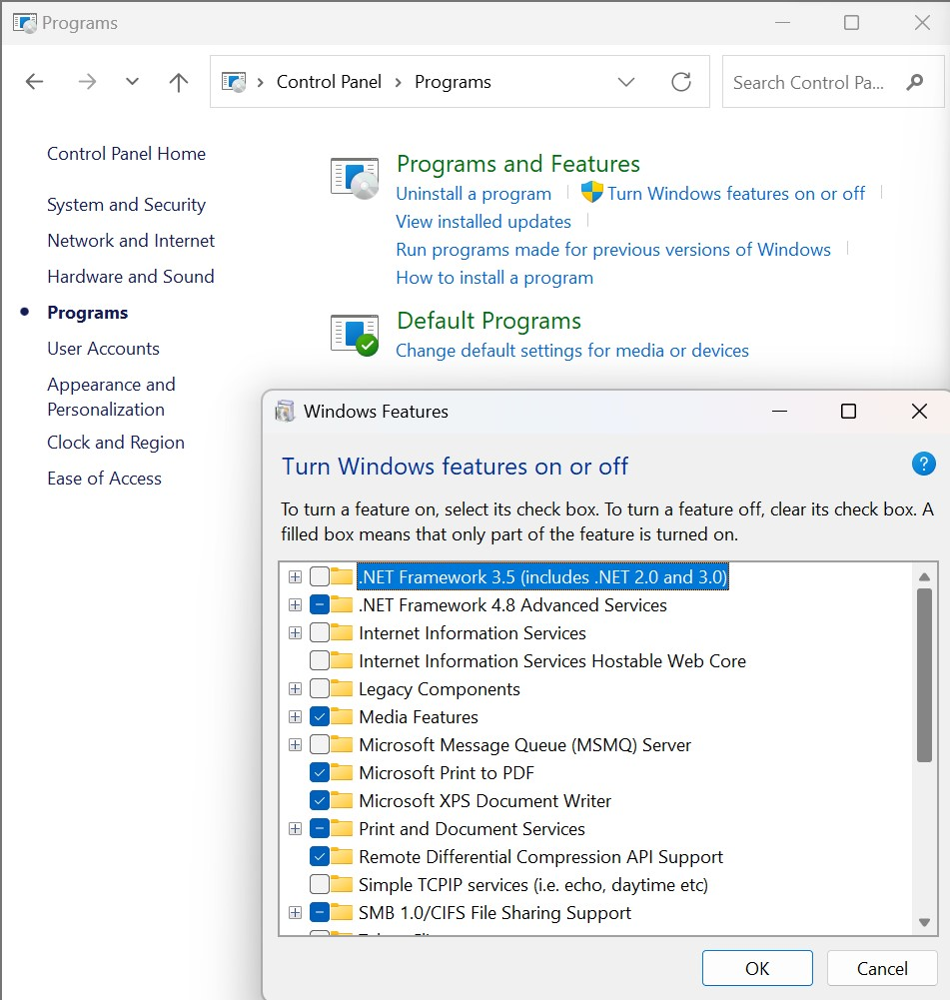 Programs
Control Panel Programs
Search Control Pa...
Control Panel Home
System and Security
Network and Internet
Hardware and Sound
Programs
User Accounts
Appearance and
Personalization
Clock and Region
Ease of Access
Programs and Features
Uninstall a program
Turn Windows features on or off
View installed updates
Run programs made for previous versions of Windows
How to install a program
Default Programs
Change default settings for media or devices
Windows Features
Turn Windows features on or off
?
To turn a feature on, select its check box. To turn a feature off, clear its check box. A
filled box means that only part of the feature is turned on.
.NET Framework 3.5 (includes .NET 2.0 and 3.0)
.NET Framework 4.8 Advanced Services
Internet Information Services
Internet Information Services Hostable Web Core
Legacy Components
Media Features
Microsoft Message Queue (MSMQ) Server
Microsoft Print to PDF
Microsoft XPS Document Writer
Print and Document Services
Remote Differential Compression API Support
Simple TCPIP services (i.e. echo, daytime etc)
SMB 1.0/CIFS File Sharing Support
OK
Cancel